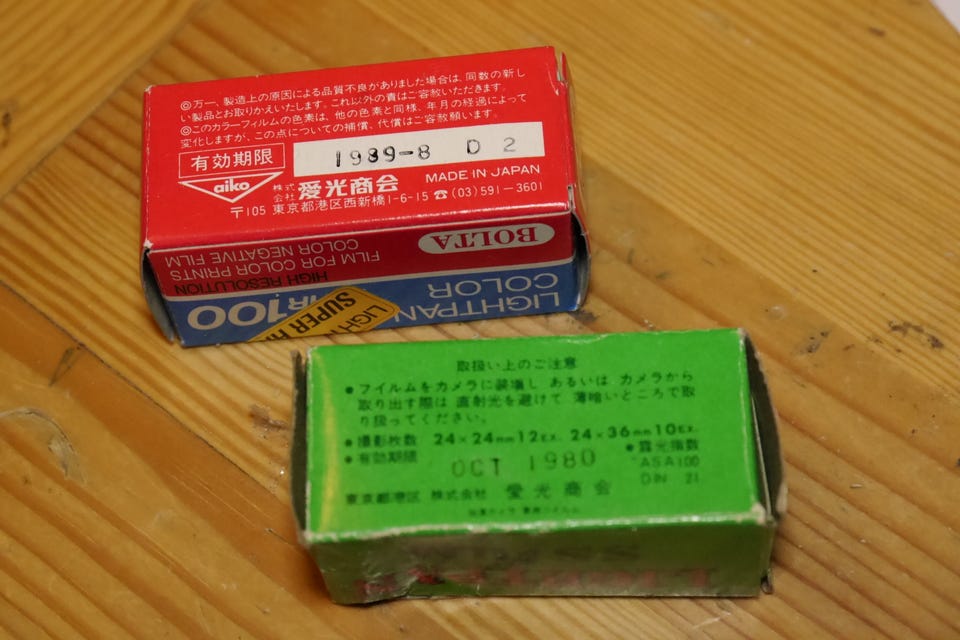 ◎万一、製造上の原因による品質不良がありました場合は、同数の新し
い製品とお取りかえいたします。これ以外の責はご容赦いただきます。
◎このカラーフィルムの色素は、他の色素と同様、年月の経過によって
変化しますが、この点についての補償、代償はご容赦願います。
有効期限 1989-8 D 2
aiko 株式会社 愛光商会 MADE IN JAPAN
〒105 東京都港区西新橋1-6-15 ☎(03)591-3601
BOLTA
FILM FOR COLOR PRINTS
COLOR NEGATIVE FILM
HIGH RESOLUTION
LIGHTPAN
COLOR
HR100
LIGHT
SUPER
取扱い上のご注意
●フイルムをカメラに装塡し あるいは カメラから
取り出す際は 直射光を避けて 薄暗いところで取
り扱ってください。
●撮影枚数 24×24mm12EX. 24×36mm10EX.
●有効期限 OCT 1980
●露光指数
ASA100
DIN 21
東京都港区 株式会社 愛光商会